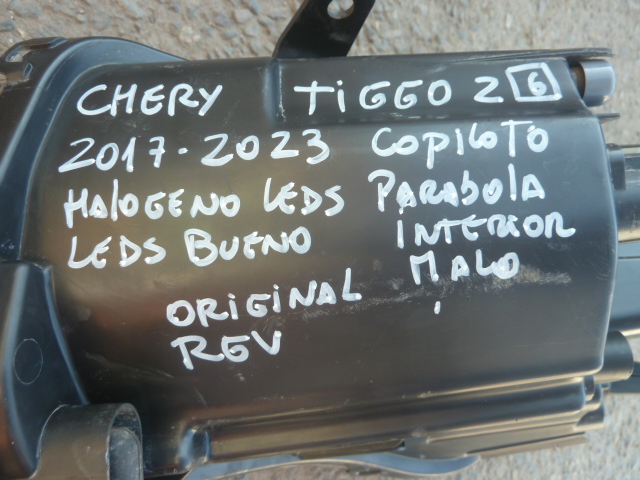 CHERY TiGGO 2 6
2017-2023 COPILOTO
HALOGENO LEDS PARABOLA
LEDS BUENO INTERIOR
MALO
ORIGINAL
REV